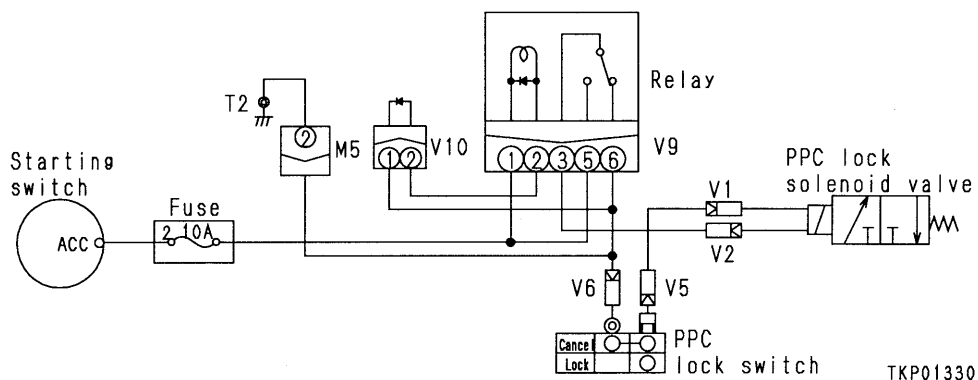 Relay
T2
2
M5
V10
1 2
V9
1 2 3 5 6
Starting
switch
ACC
Fuse
2 10A
PPC lock
solenoid valve
V1
V2
T T
V6
V5
Cancel
Lock
PPC
lock switch
TKP01330